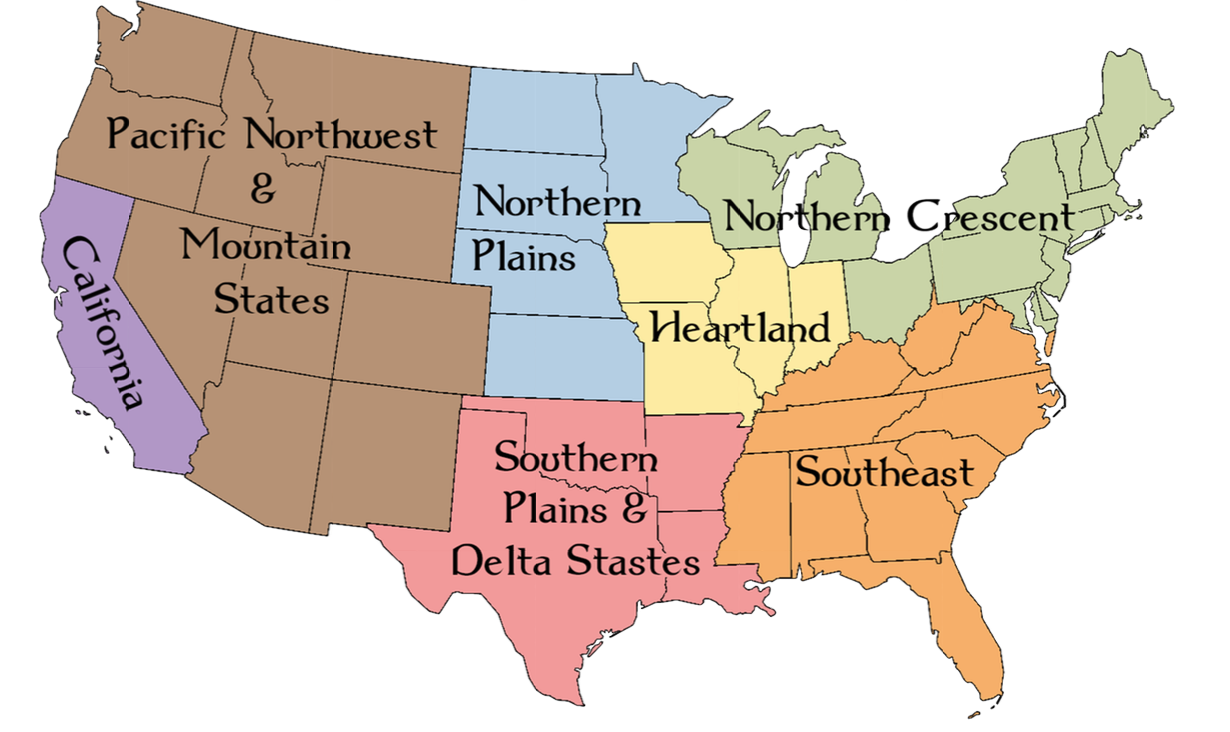 Pacific Northwest
&
Mountain
States
California
Northern
Plains
Heartland
Northern Crescent
Southern
Plains &
Delta Stastes
Southeast